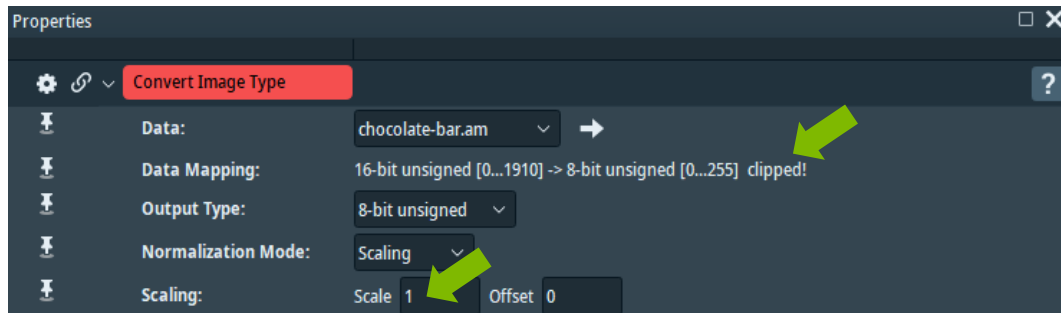 Properties
Convert Image Type ?
Data: chocolate-bar.am
Data Mapping: 16-bit unsigned [0...1910] -> 8-bit unsigned [0...255] clipped!
Output Type: 8-bit unsigned
Normalization Mode: Scaling
Scaling: Scale 1 Offset 0